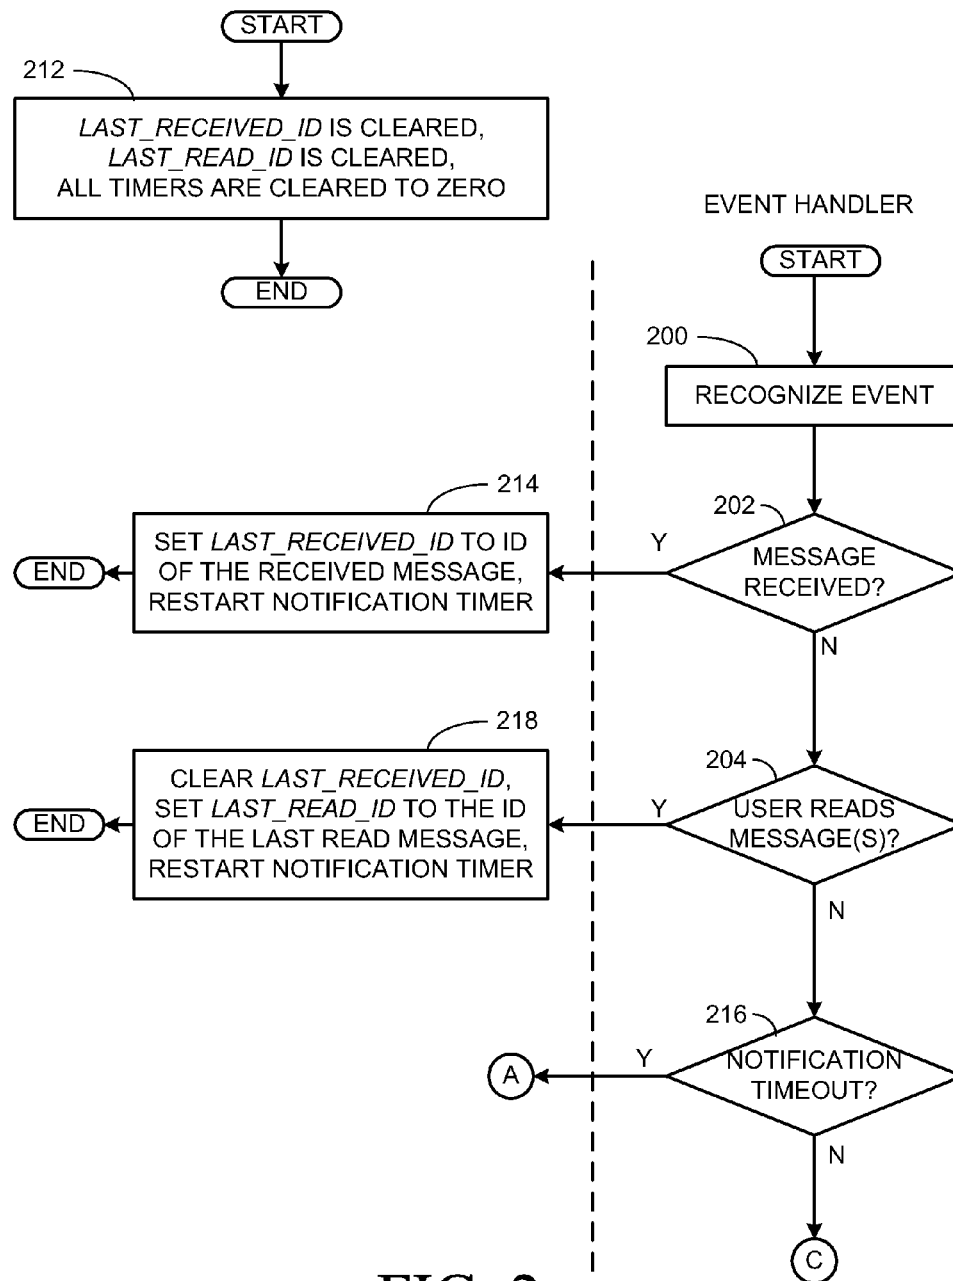 START
212
LAST_RECEIVED_ID IS CLEARED,
LAST_READ_ID IS CLEARED,
ALL TIMERS ARE CLEARED TO ZERO
END
EVENT HANDLER
START
200
RECOGNIZE EVENT
202
MESSAGE
RECEIVED?
Y
N
214
SET LAST_RECEIVED_ID TO ID
OF THE RECEIVED MESSAGE,
RESTART NOTIFICATION TIMER
END
204
USER READS
MESSAGE(S)?
Y
N
218
CLEAR LAST_RECEIVED_ID,
SET LAST_READ_ID TO THE ID
OF THE LAST READ MESSAGE,
RESTART NOTIFICATION TIMER
END
216
NOTIFICATION
TIMEOUT?
Y
A
N
C